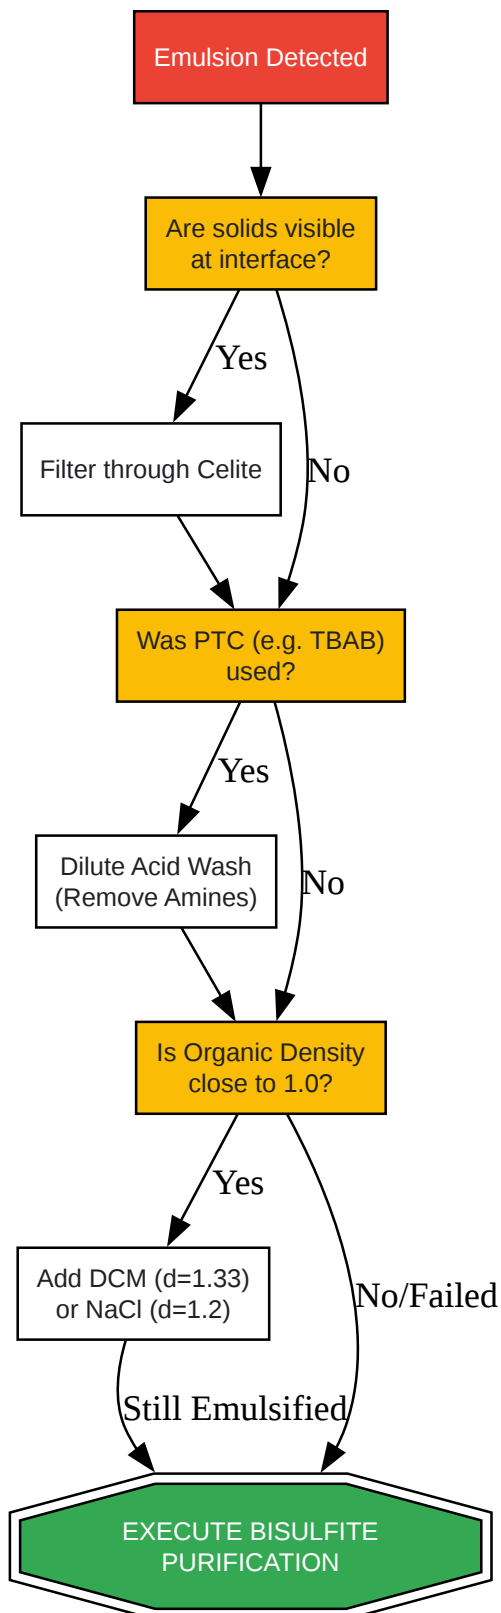 Emulsion Detected
Are solids visible
at interface?
Yes
Filter through Celite
No
Was PTC (e.g. TBAB)
used?
Yes
Dilute Acid Wash
(Remove Amines)
No
Is Organic Density
close to 1.0?
Yes
Add DCM (d=1.33)
or NaCl (d=1.2)
No/Failed
Still Emulsified
EXECUTE BISULFITE
PURIFICATION